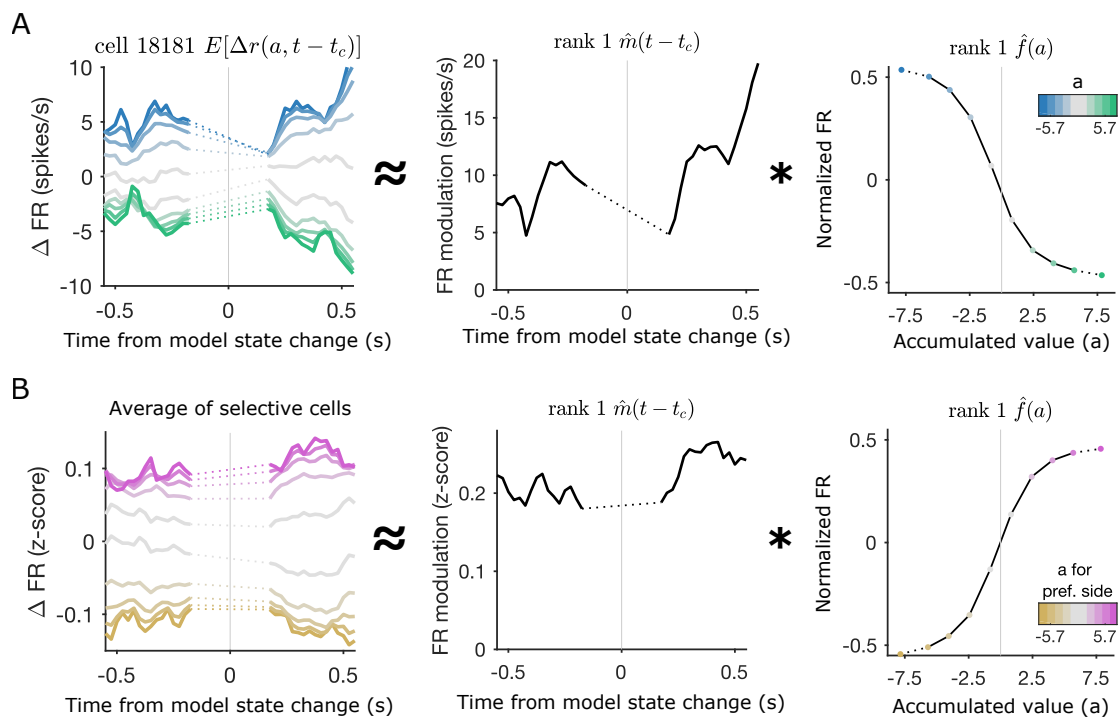 A
cell 18181 E[Δr(a, t − t_c)]
Δ FR (spikes/s)
10
5
0
-5
-10
-0.5
0
0.5
Time from model state change (s)
≈
rank 1 m̂(t − t_c)
FR modulation (spikes/s)
20
15
10
5
0
-0.5
0
0.5
Time from model state change (s)
*
rank 1 f̂(a)
Normalized FR
0.5
0
-0.5
a
-5.7 5.7
-7.5
-2.5
2.5
7.5
Accumulated value (a)
B
Average of selective cells
Δ FR (z-score)
0.1
0
-0.1
-0.5
0
0.5
Time from model state change (s)
≈
rank 1 m̂(t − t_c)
FR modulation (z-score)
0.2
0.1
0
-0.5
0
0.5
Time from model state change (s)
*
rank 1 f̂(a)
Normalized FR
0.5
0
-0.5
a for
pref. side
-5.7 5.7
-7.5
-2.5
2.5
7.5
Accumulated value (a)